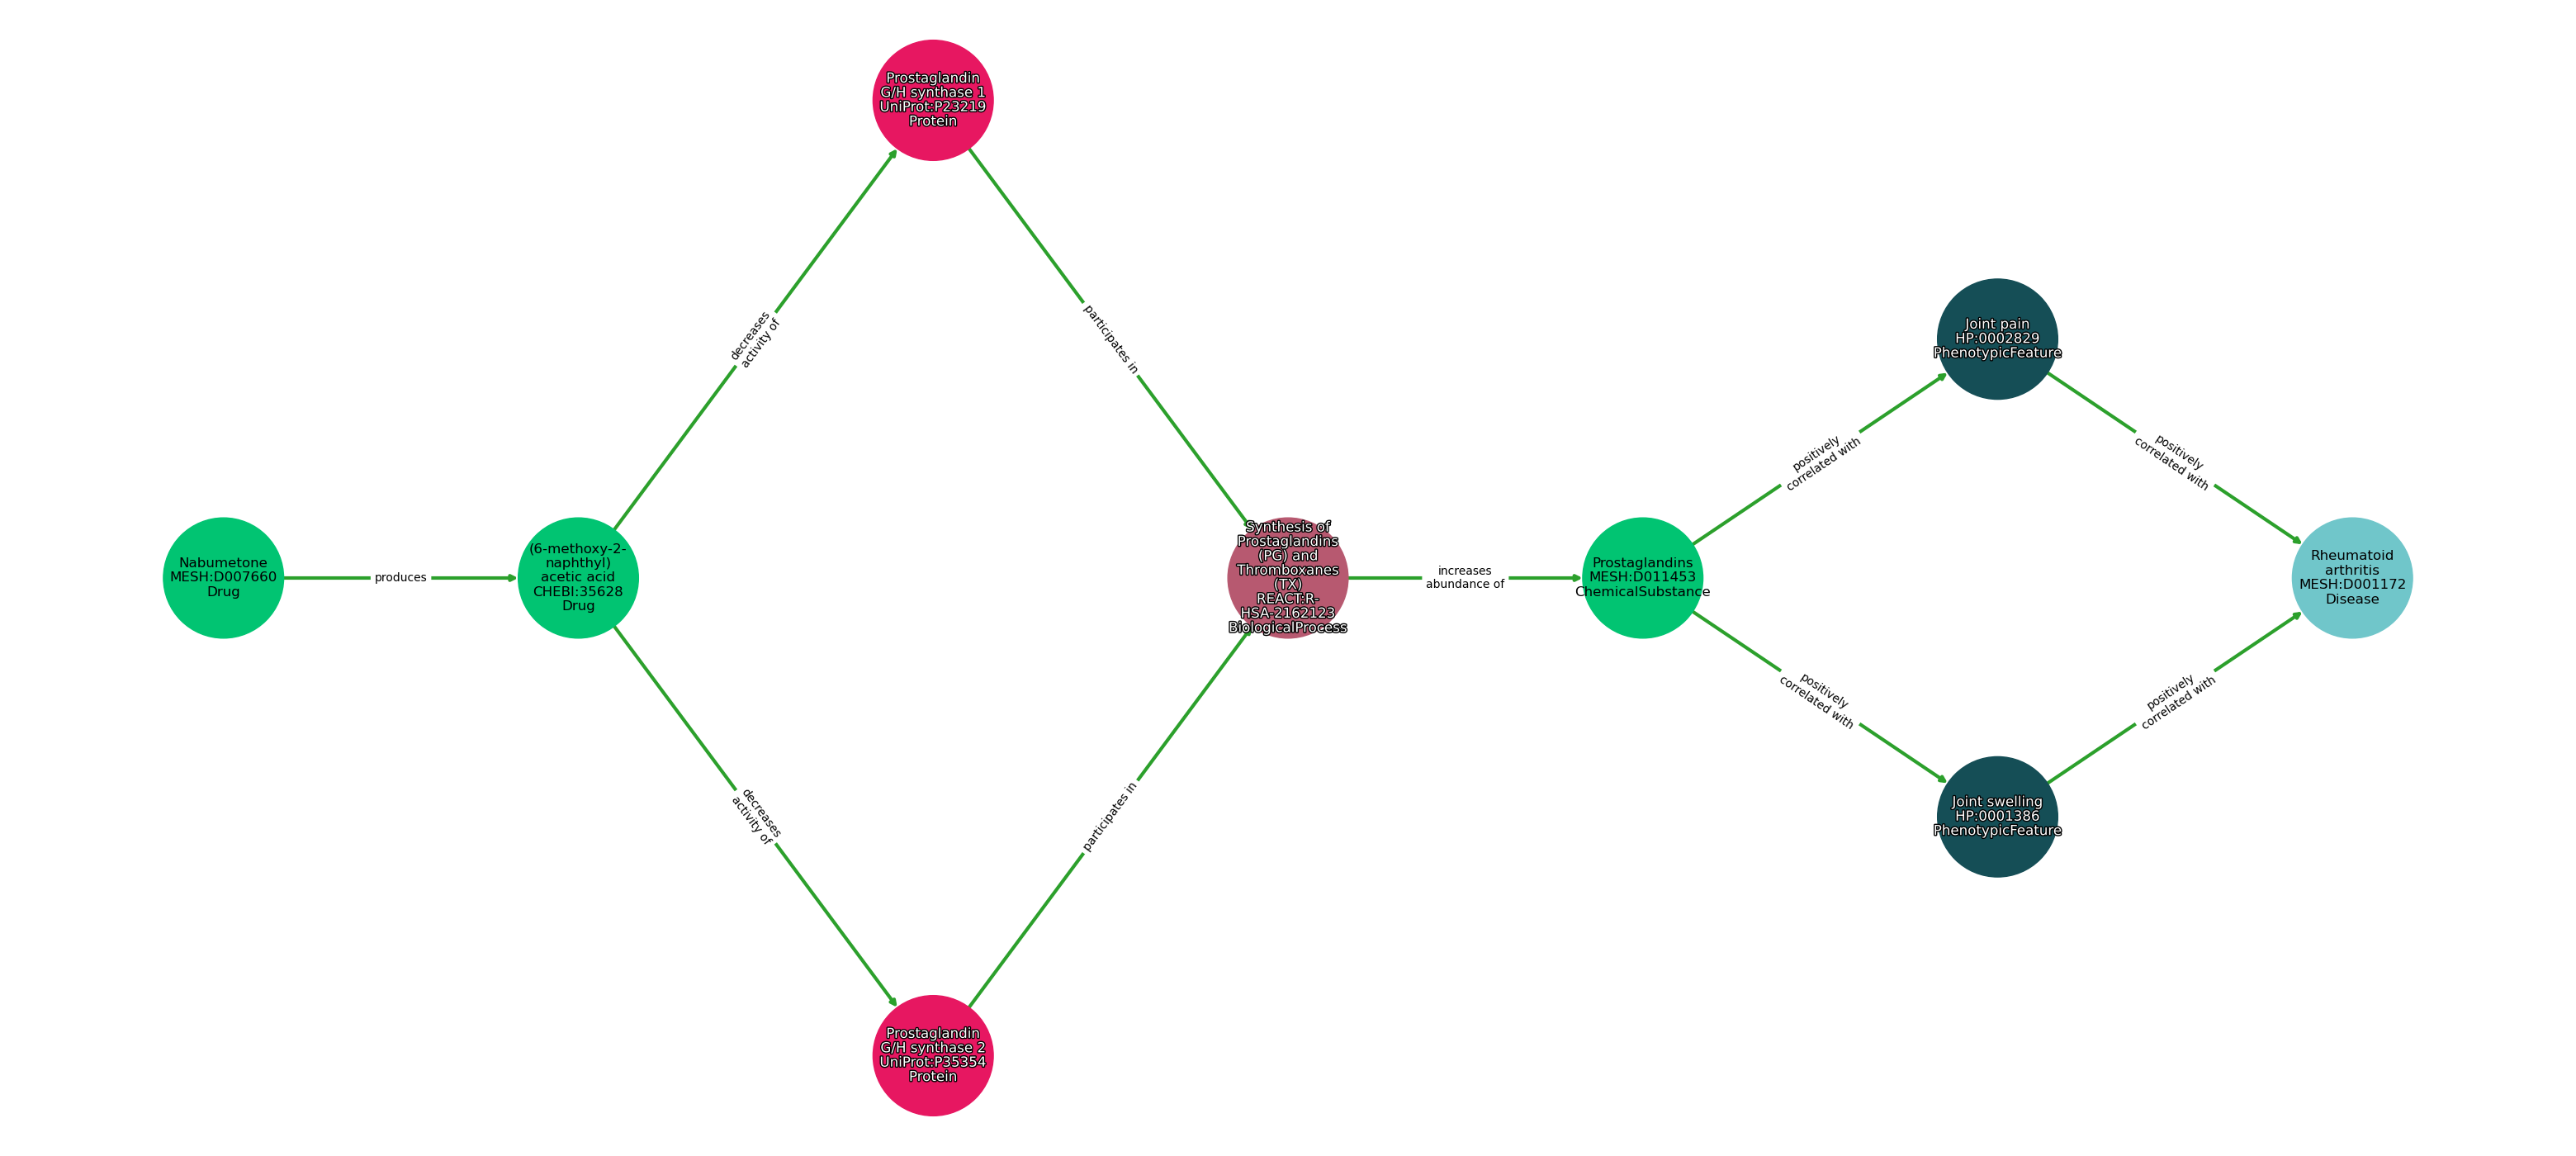 Nabumetone
MESH:D007660
Drug
produces
(6-methoxy-2-
naphthyl)
acetic acid
CHEBI:35628
Drug
decreases
activity of
decreases
activity of
Prostaglandin
G/H synthase 1
UniProt:P23219
Protein
Prostaglandin
G/H synthase 2
UniProt:P35354
Protein
participates in
participates in
Synthesis of
Prostaglandins
(PG) and
Thromboxanes
(TX)
REACT:R-
HSA-2162123
BiologicalProcess
increases
abundance of
Prostaglandins
MESH:D011453
ChemicalSubstance
positively
correlated with
positively
correlated with
Joint pain
HP:0002829
PhenotypicFeature
Joint swelling
HP:0001386
PhenotypicFeature
positively
correlated with
positively
correlated with
Rheumatoid
arthritis
MESH:D001172
Disease